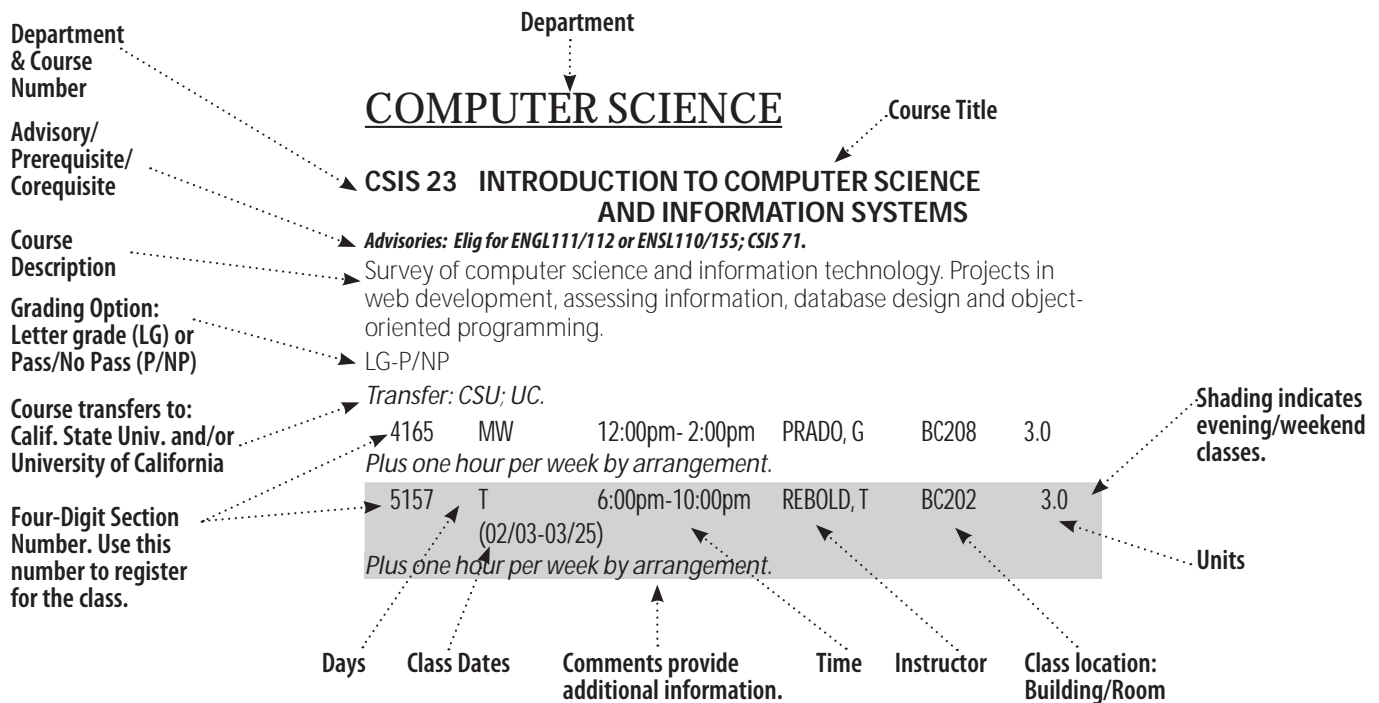 Department
& Course
Number
Department
COMPUTER SCIENCE
Course Title
Advisory/
Prerequisite/
Corequisite
CSIS 23 INTRODUCTION TO COMPUTER SCIENCE
AND INFORMATION SYSTEMS
Advisories: Elig for ENGL111/112 or ENSL110/155; CSIS 71.
Course
Description
Survey of computer science and information technology. Projects in
web development, assessing information, database design and object-
oriented programming.
Grading Option:
Letter grade (LG) or
Pass/No Pass (P/NP)
LG-P/NP
Transfer: CSU; UC.
Course transfers to:
Calif. State Univ. and/or
University of California
4165 MW 12:00pm- 2:00pm PRADO, G BC208 3.0
Plus one hour per week by arrangement.
Shading indicates
evening/weekend
classes.
Four-Digit Section
Number. Use this
number to register
for the class.
5157 T 6:00pm-10:00pm REBOLD, T BC202 3.0
(02/03-03/25)
Plus one hour per week by arrangement.
Units
Days
Class Dates
Comments provide
additional information.
Time
Instructor
Class location:
Building/Room